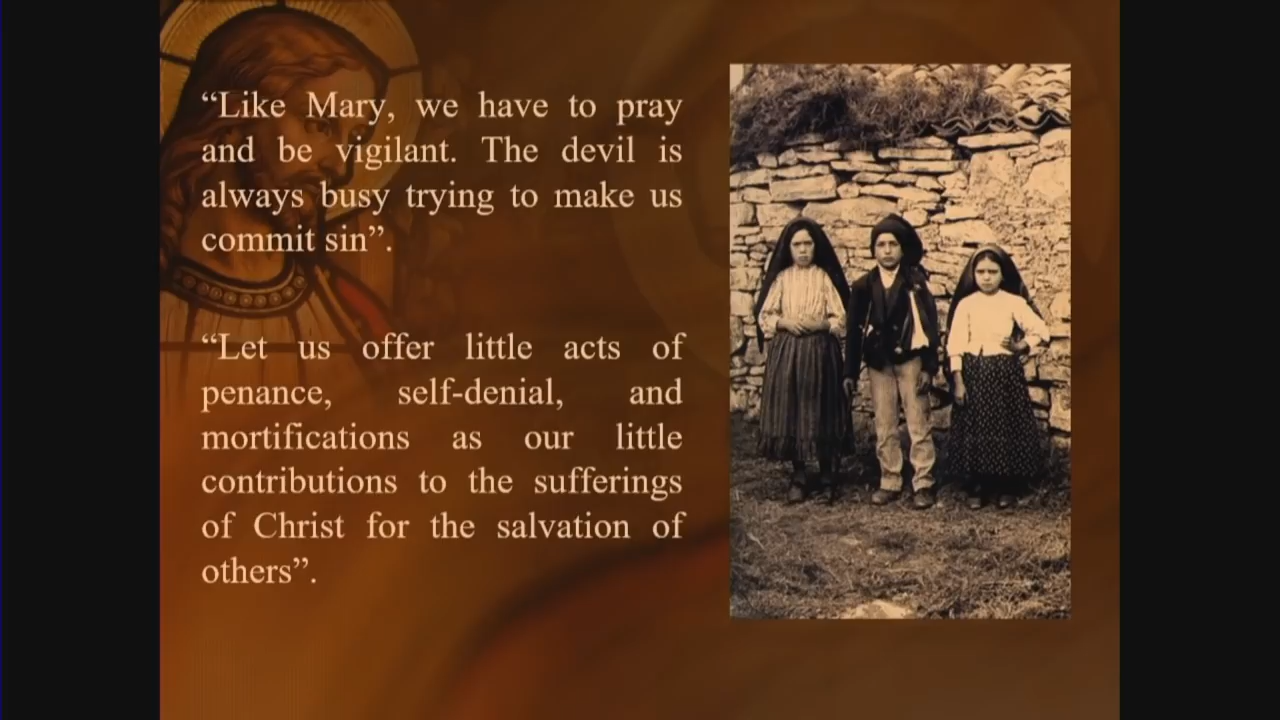 “Like Mary, we have to pray
and be vigilant. The devil is
always busy trying to make us
commit sin”.
“Let us offer little acts of
penance, self-denial, and
mortifications as our little
contributions to the sufferings
of Christ for the salvation of
others”.